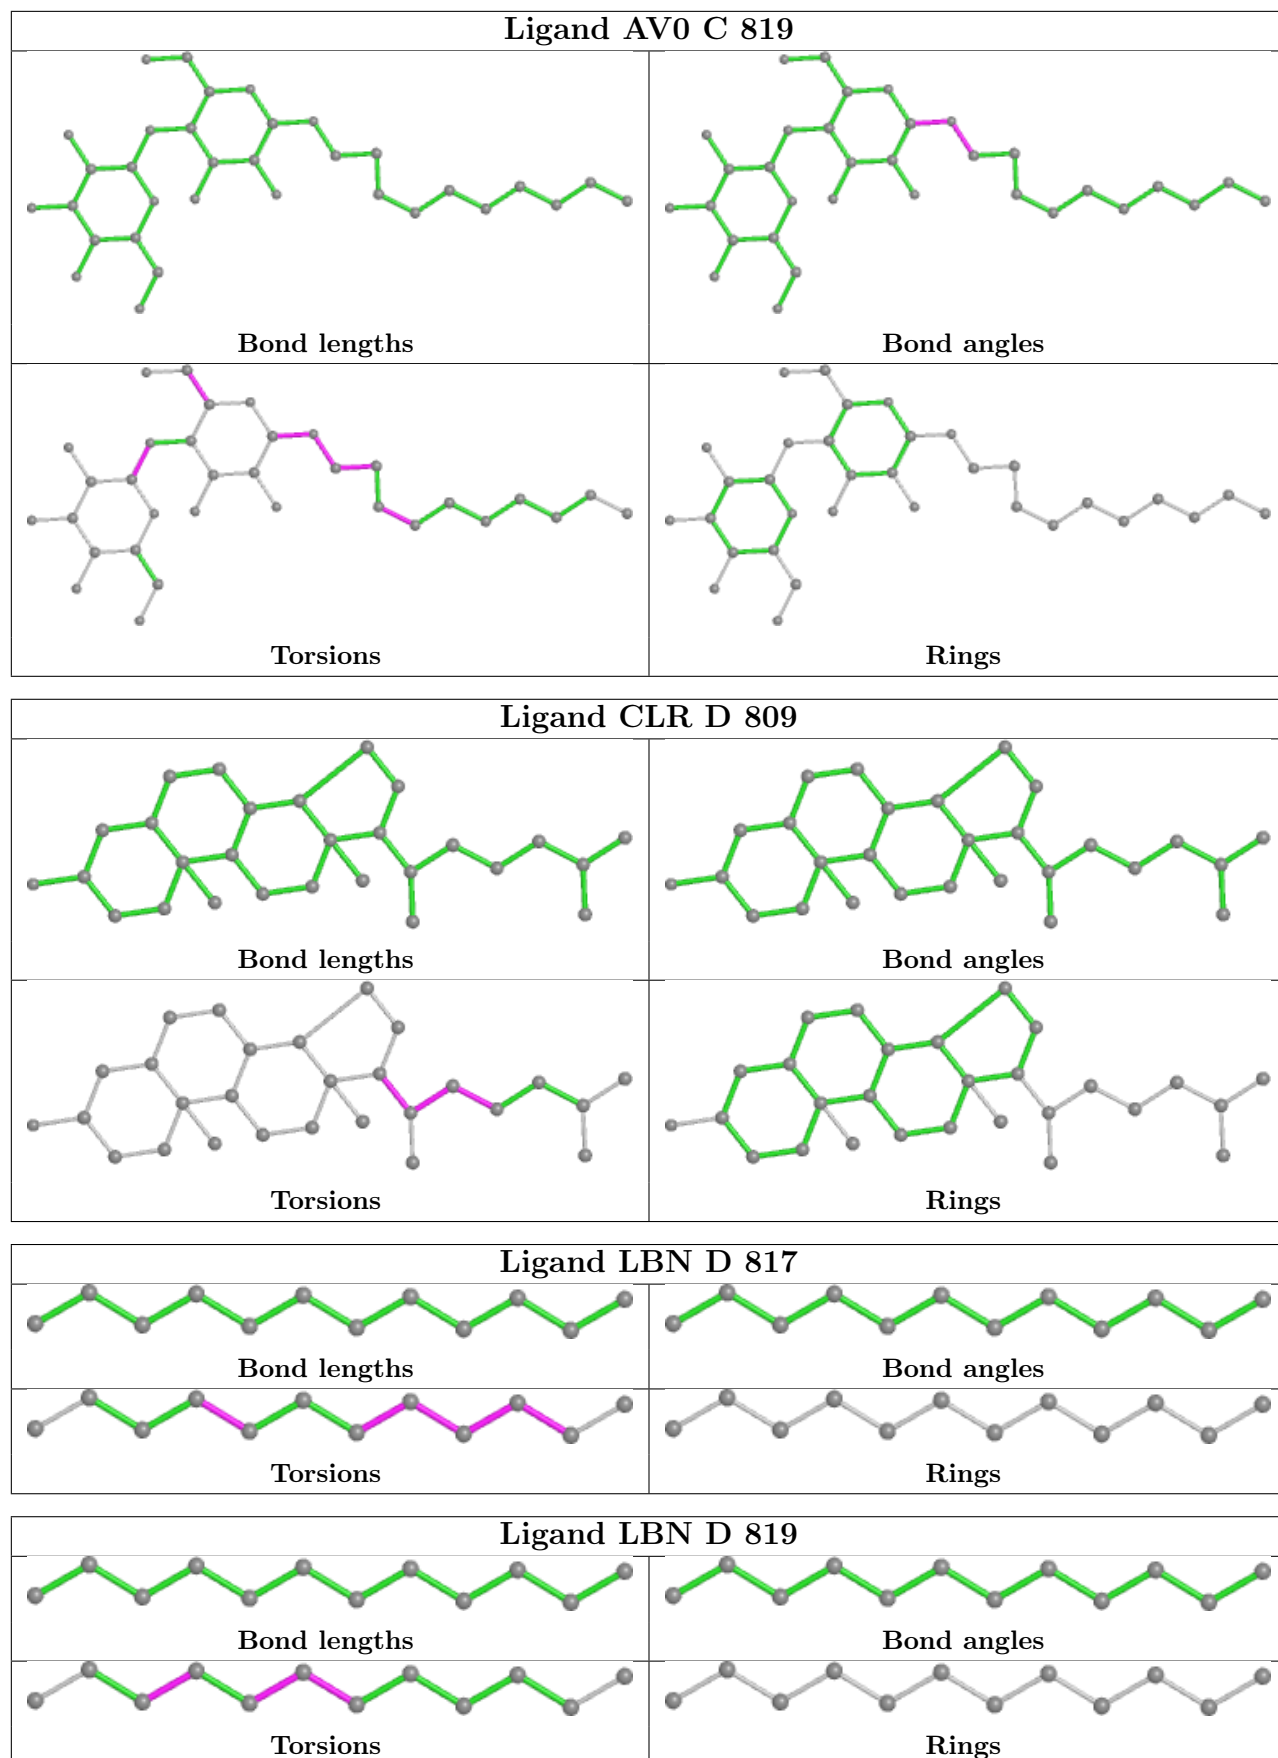 Ligand AV0 C 819
Bond lengths
Bond angles
Torsions
Rings
Ligand CLR D 809
Bond lengths
Bond angles
Torsions
Rings
Ligand LBN D 817
Bond lengths
Bond angles
Torsions
Rings
Ligand LBN D 819
Bond lengths
Bond angles
Torsions
Rings